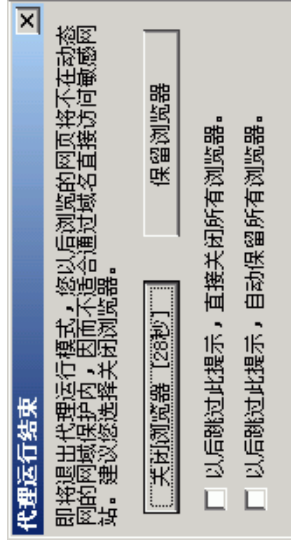 代理运行结束
即将退出代理运行模式，您以后浏览的网页将不在动态
网的网域保护内，因而不适合通过域名直接访问敏感网
站。建议您选择关闭浏览器。
关闭浏览器 [28秒]
保留浏览器
以后跳过此提示，直接关闭所有浏览器。
以后跳过此提示，自动保留所有浏览器。